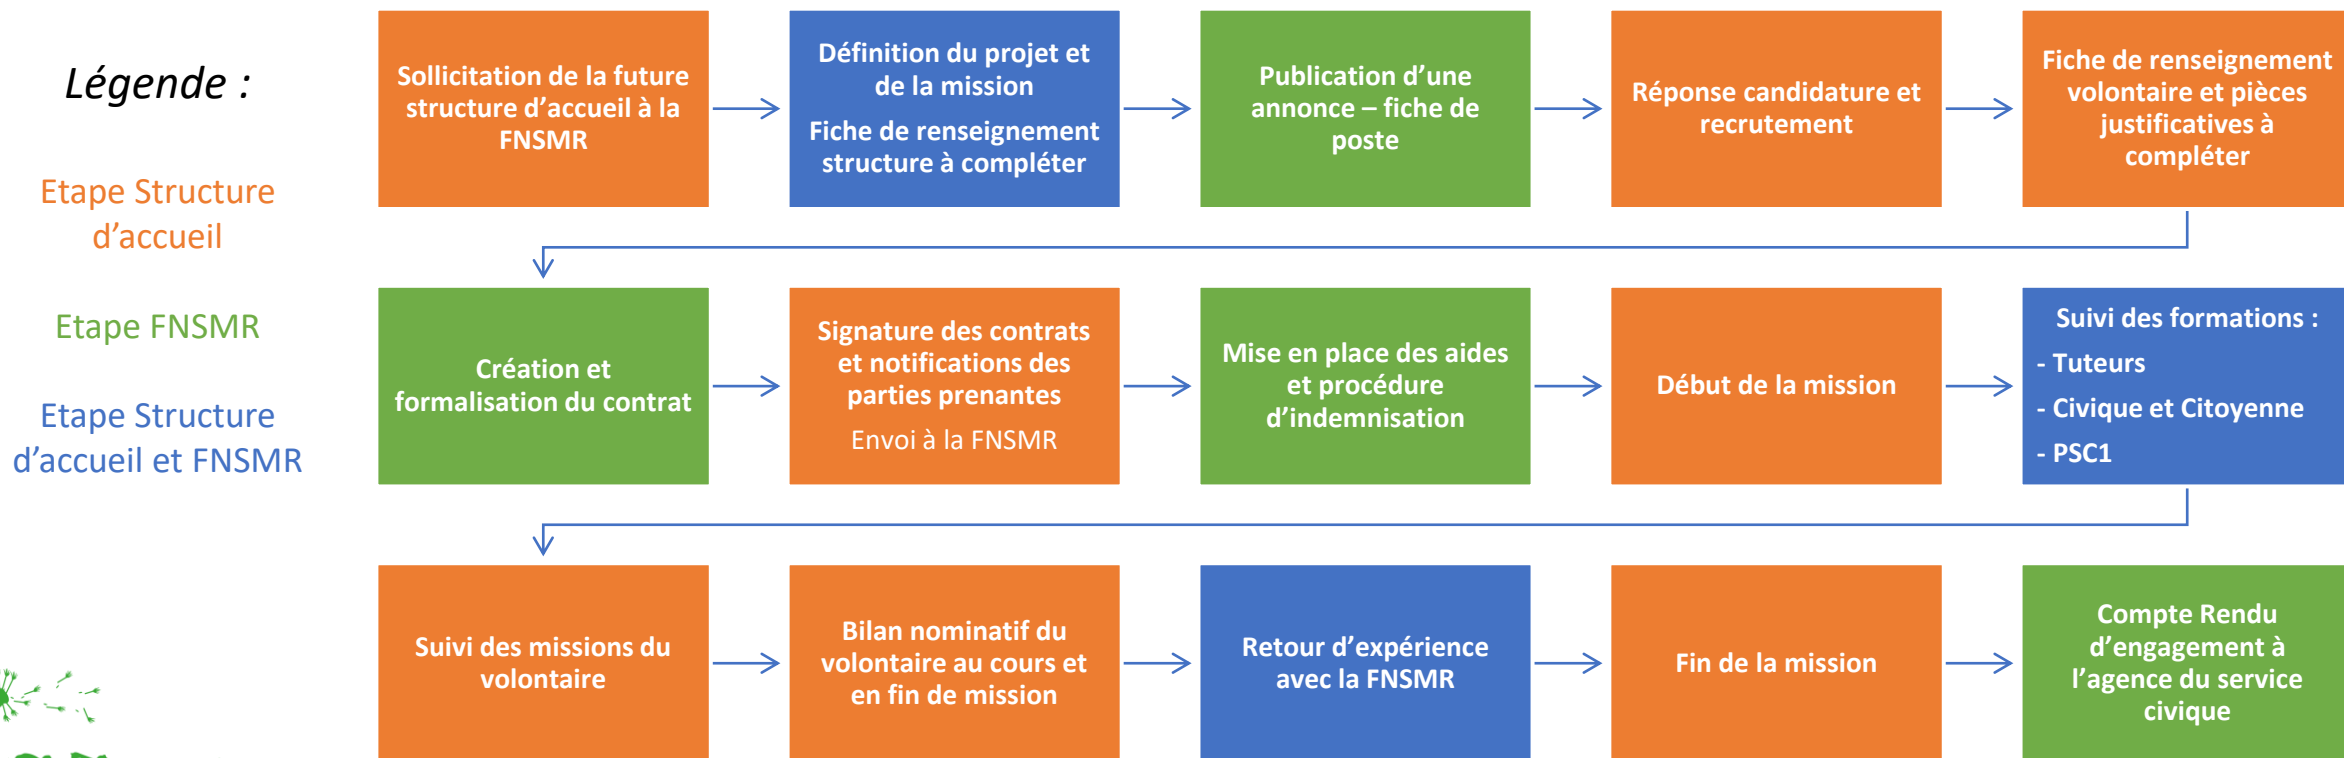 Légende :
Etape Structure
d'accueil
Etape FNSMR
Etape Structure
d'accueil et FNSMR
Sollicitation de la future
structure d'accueil à la
FNSMR
Définition du projet et
de la mission
Fiche de renseignement
structure à compléter
Publication d'une
annonce – fiche de
poste
Réponse candidature et
recrutement
Fiche de renseignement
volontaire et pièces
justificatives à
compléter
Création et
formalisation du contrat
Signature des contrats
et notifications des
parties prenantes
Envoi à la FNSMR
Mise en place des aides
et procédure
d'indemnisation
Début de la mission
Suivi des formations :
- Tuteurs
- Civique et Citoyenne
- PSC1
Suivi des missions du
volontaire
Bilan nominatif du
volontaire au cours et
en fin de mission
Retour d'expérience
avec la FNSMR
Fin de la mission
Compte Rendu
d'engagement à
l'agence du service
civique